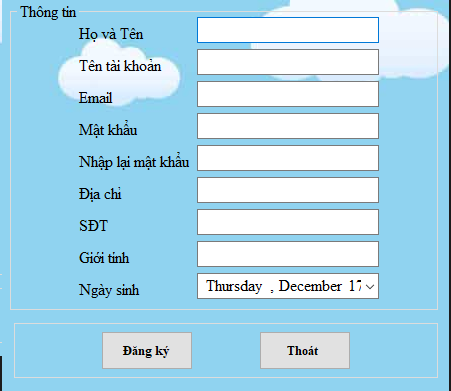 Thông tin
Họ và Tên
Tên tài khoản
Email
Mật khẩu
Nhập lại mật khẩu
Địa chỉ
SĐT
Giới tính
Ngày sinh Thursday , December 17
Đăng ký Thoát